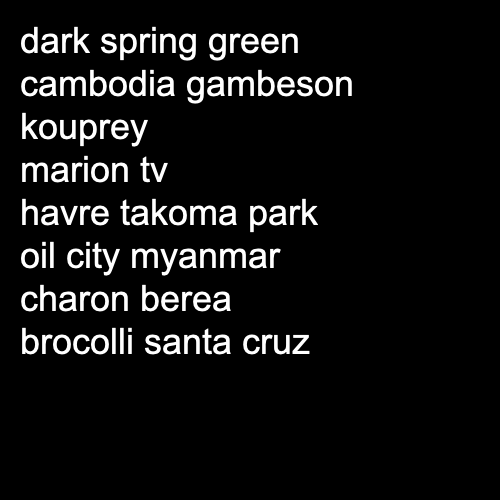 dark spring green
cambodia gambeson
kouprey
marion tv
havre takoma park
oil city myanmar
charon berea
brocolli santa cruz